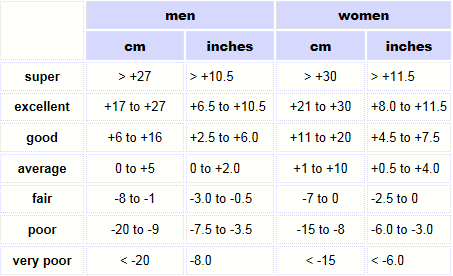 men women
cm inches cm inches
super > +27 > +10.5 > +30 > +11.5
excellent +17 to +27 +6.5 to +10.5 +21 to +30 +8.0 to +11.5
good +6 to +16 +2.5 to +6.0 +11 to +20 +4.5 to +7.5
average 0 to +5 0 to +2.0 +1 to +10 +0.5 to +4.0
fair -8 to -1 -3.0 to -0.5 -7 to 0 -2.5 to 0
poor -20 to -9 -7.5 to -3.5 -15 to -8 -6.0 to -3.0
very poor < -20 -8.0 < -15 < -6.0